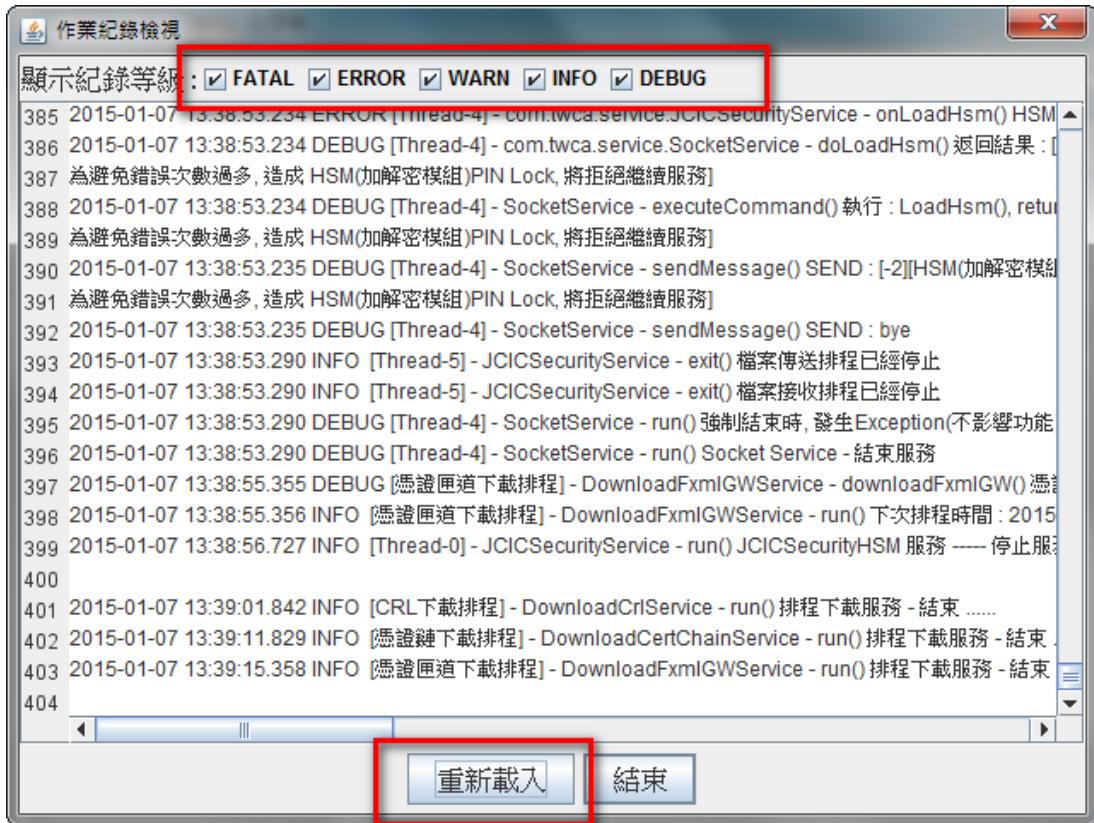 作業紀錄檢視
顯示紀錄等級 : FATAL ERROR WARN INFO DEBUG
385 2015-01-07 13:38:53.234 ERROR [Thread-4] - com.twca.service.JCICSecurityService - onLoadHsm() HSM
386 2015-01-07 13:38:53.234 DEBUG [Thread-4] - com.twca.service.SocketService - doLoadHsm() 返回結果 : [
387 為避免錯誤次數過多, 造成 HSM(加解密模組)PIN Lock, 將拒絕繼續服務]
388 2015-01-07 13:38:53.234 DEBUG [Thread-4] - SocketService - executeCommand() 執行 : LoadHsm(), retur
389 為避免錯誤次數過多, 造成 HSM(加解密模組)PIN Lock, 將拒絕繼續服務]
390 2015-01-07 13:38:53.235 DEBUG [Thread-4] - SocketService - sendMessage() SEND : [-2][HSM(加解密模組
391 為避免錯誤次數過多, 造成 HSM(加解密模組)PIN Lock, 將拒絕繼續服務]
392 2015-01-07 13:38:53.235 DEBUG [Thread-4] - SocketService - sendMessage() SEND : bye
393 2015-01-07 13:38:53.290 INFO [Thread-5] - JCICSecurityService - exit() 檔案傳送排程已經停止
394 2015-01-07 13:38:53.290 INFO [Thread-5] - JCICSecurityService - exit() 檔案接收排程已經停止
395 2015-01-07 13:38:53.290 DEBUG [Thread-4] - SocketService - run() 強制結束時, 發生Exception(不影響功能
396 2015-01-07 13:38:53.290 DEBUG [Thread-4] - SocketService - run() Socket Service - 結束服務
397 2015-01-07 13:38:55.355 DEBUG [憑證匣道下載排程] - DownloadFxmlGWService - downloadFxmlGW() 憑證
398 2015-01-07 13:38:55.356 INFO [憑證匣道下載排程] - DownloadFxmlGWService - run() 下次排程時間 : 2015
399 2015-01-07 13:38:56.727 INFO [Thread-0] - JCICSecurityService - run() JCICSecurityHSM 服務 ----- 停止服務
400
401 2015-01-07 13:39:01.842 INFO [CRL下載排程] - DownloadCrlService - run() 排程下載服務 - 結束 ......
402 2015-01-07 13:39:11.829 INFO [憑證鏈下載排程] - DownloadCertChainService - run() 排程下載服務 - 結束 .
403 2015-01-07 13:39:15.358 INFO [憑證匣道下載排程] - DownloadFxmlGWService - run() 排程下載服務 - 結束
404
重新載入 結束